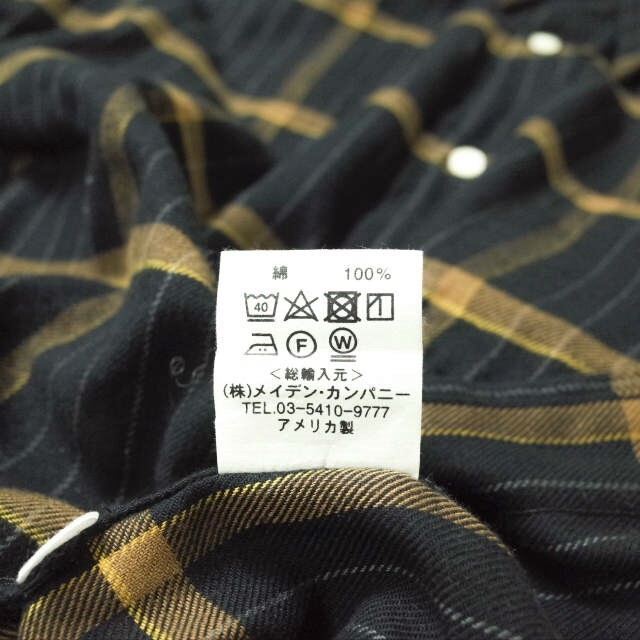 綿 100%
40
F W
＜総輸入元＞
(株)メイデン・カンパニー
TEL.03-5410-9777
アメリカ製